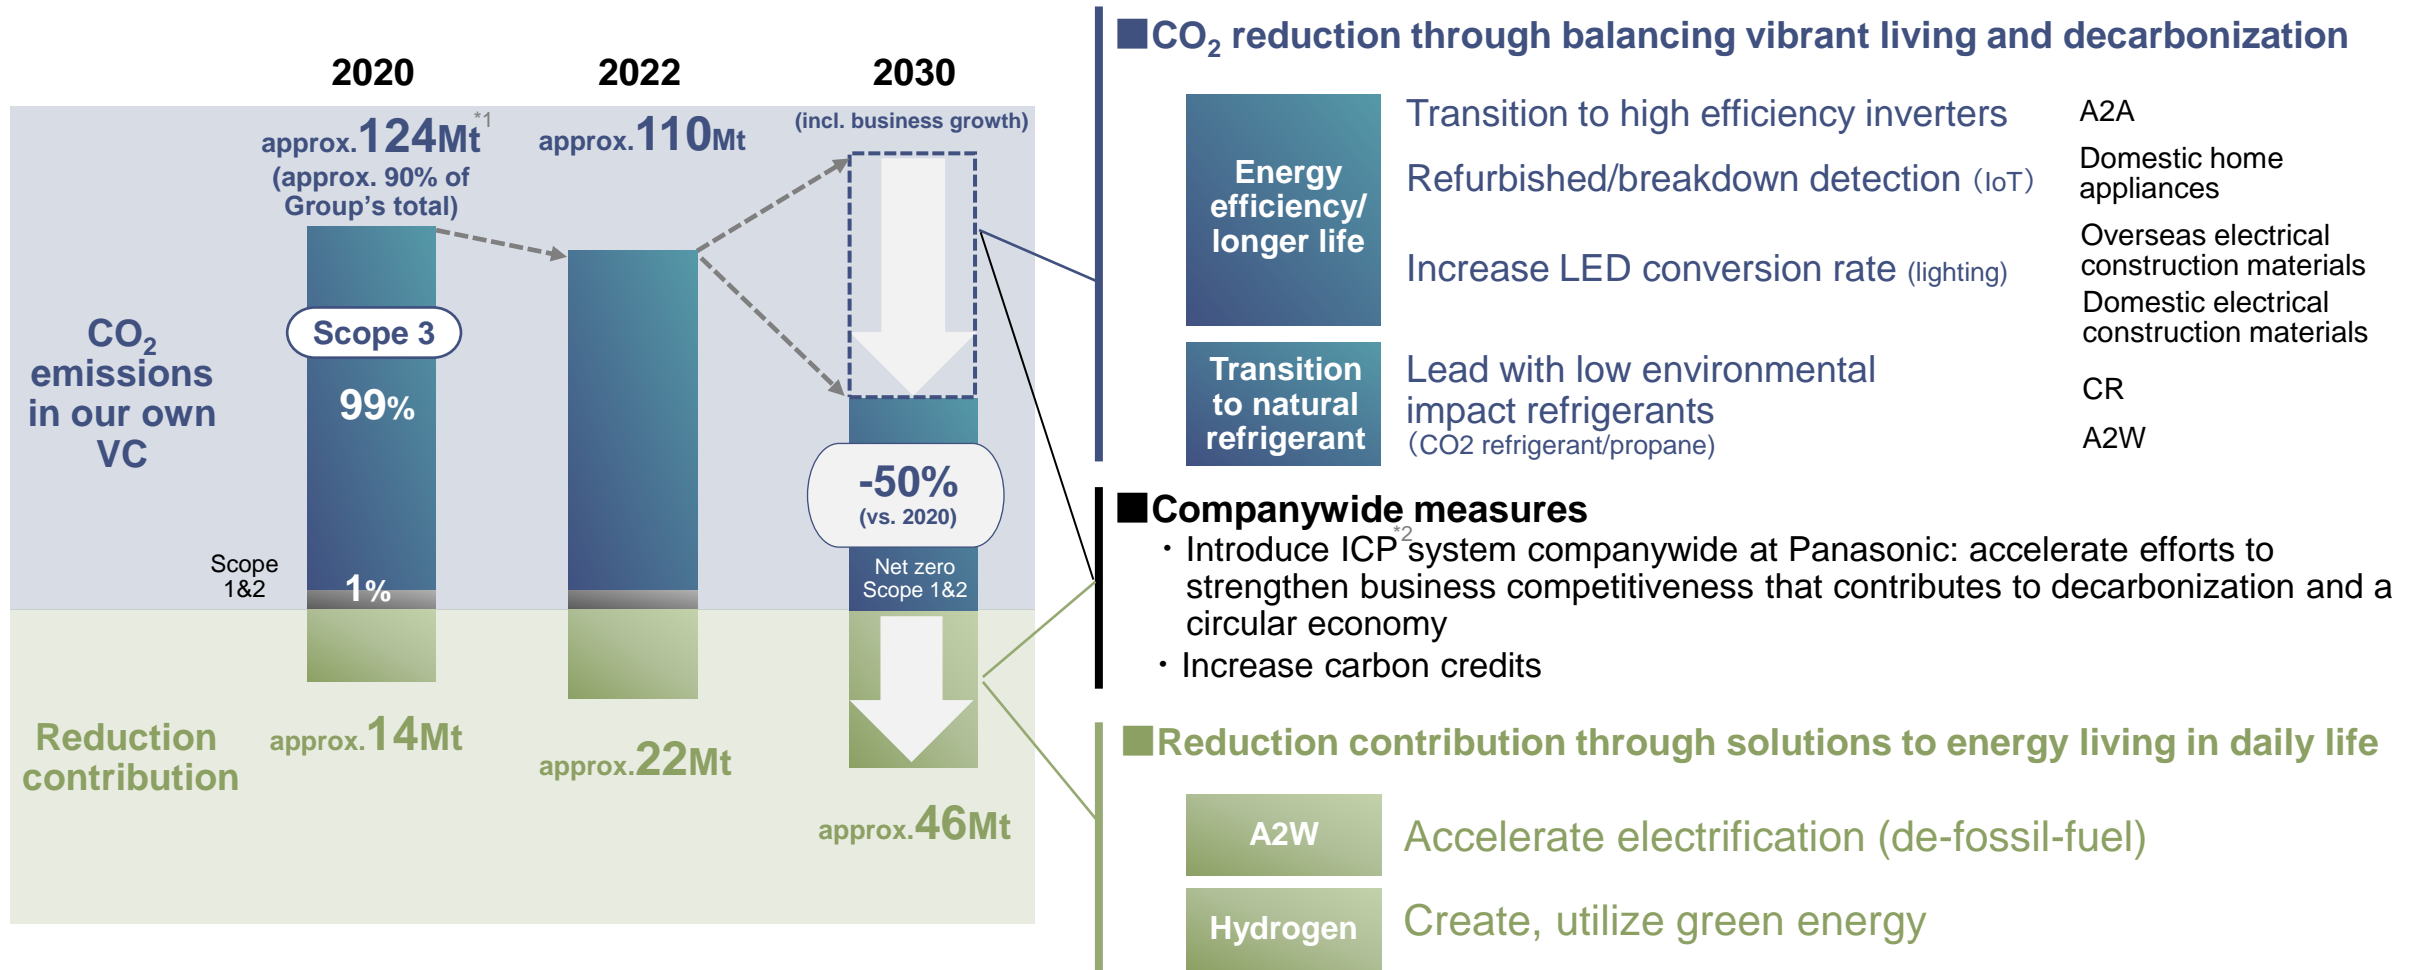 2020
2022
2030
approx.124Mt*1
(approx. 90% of
Group's total)
approx.110Mt
(incl. business growth)
CO2
emissions
in our own
VC
Scope 3
99%
Scope
1&2
1%
-50%
(vs. 2020)
Net zero
Scope 1&2
Reduction
contribution
approx.14Mt
approx.22Mt
approx.46Mt
■CO2 reduction through balancing vibrant living and decarbonization
Energy
efficiency/
longer life
Transition to high efficiency inverters
Refurbished/breakdown detection（IoT）
Increase LED conversion rate (lighting)
A2A
Domestic home
appliances
Overseas electrical
construction materials
Domestic electrical
construction materials
Transition
to natural
refrigerant
Lead with low environmental
impact refrigerants
（CO2 refrigerant/propane)
CR
A2W
■Companywide measures
・Introduce ICP*2 system companywide at Panasonic: accelerate efforts to
strengthen business competitiveness that contributes to decarbonization and a
circular economy
・Increase carbon credits
■Reduction contribution through solutions to energy living in daily life
A2W
Accelerate electrification (de-fossil-fuel)
Hydrogen
Create, utilize green energy